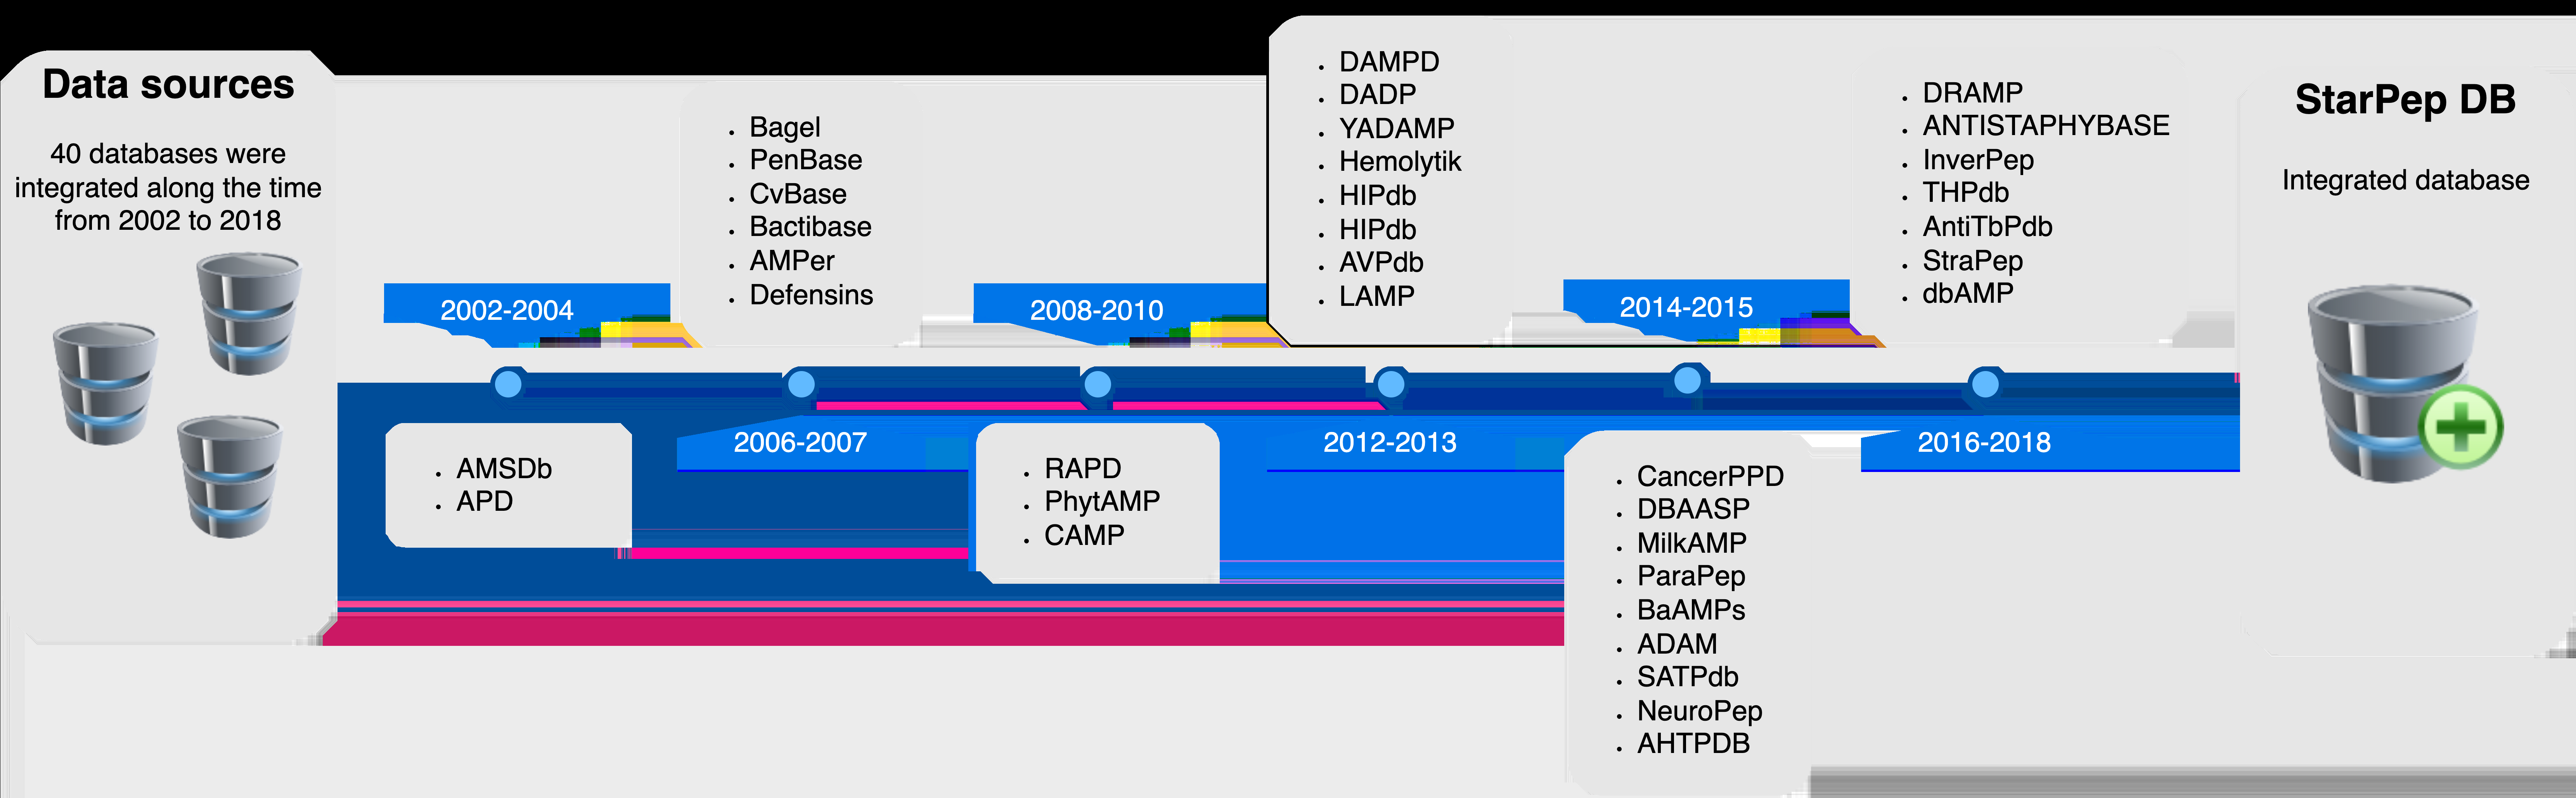 Data sources
40 databases were
integrated along the time
from 2002 to 2018
2002-2004
AMSDb
APD
Bagel
PenBase
CvBase
Bactibase
AMPer
Defensins
2006-2007
2008-2010
RAPD
PhytAMP
CAMP
DAMPD
DADP
YADAMP
Hemolytik
HIPdb
HIPdb
AVPdb
LAMP
2012-2013
2014-2015
CancerPPD
DBAASP
MilkAMP
ParaPep
BaAMPs
ADAM
SATPdb
NeuroPep
AHTPDB
DRAMP
ANTISTAPHYBASE
InverPep
THPdb
AntiTbPdb
StraPep
dbAMP
2016-2018
StarPep DB
Integrated database